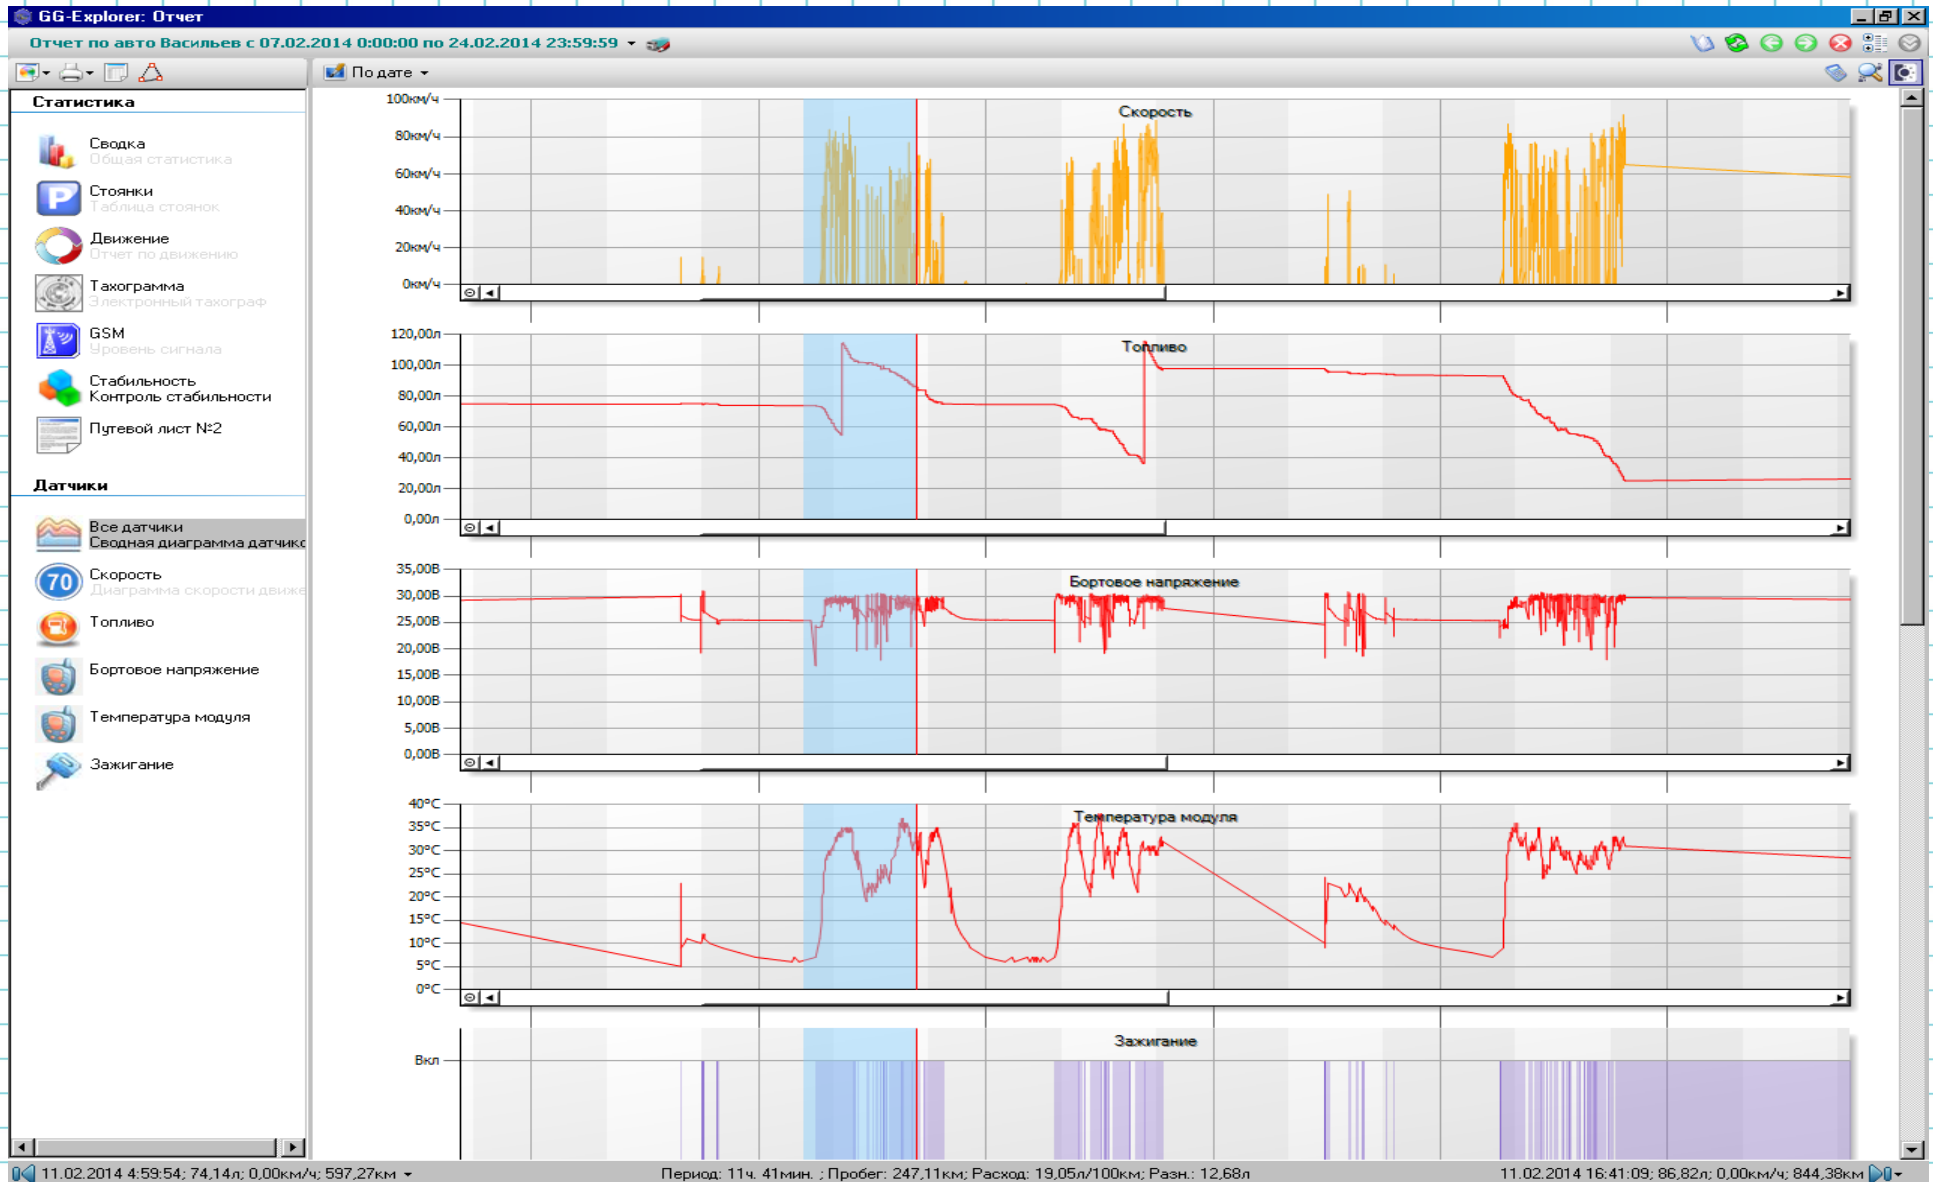 GG-Explorer: Отчет
Отчет по авто Васильев с 07.02.2014 0:00:00 по 24.02.2014 23:59:59
По дате
Статистика
Сводка
Общая статистика
Стоянки
Таблица стоянок
Движение
Отчет по движению
Тахограмма
Электронный тахограф
GSM
Уровень сигнала
Стабильность
Контроль стабильности
Путевой лист №2
Датчики
Все датчики
Сводная диаграмма датчикс
70
Скорость
Диаграмма скорости движе
Топливо
Бортовое напряжение
Температура модуля
Зажигание
Скорость
100км/ч
80км/ч
60км/ч
40км/ч
20км/ч
0км/ч
Топливо
120,00л
100,00л
80,00л
60,00л
40,00л
20,00л
0,00л
Бортовое напряжение
35,00В
30,00В
25,00В
20,00В
15,00В
10,00В
5,00В
0,00В
Температура модуля
40°C
35°C
30°C
25°C
20°C
15°C
10°C
5°C
0°C
Зажигание
Вкл
11.02.2014 4:59:54; 74,14л; 0,00км/ч; 597,27км
Период: 11ч. 41мин. ; Пробег: 247,11км; Расход: 19,05л/100км; Разн.: 12,68л
11.02.2014 16:41:09; 86,82л; 0,00км/ч; 844,38км